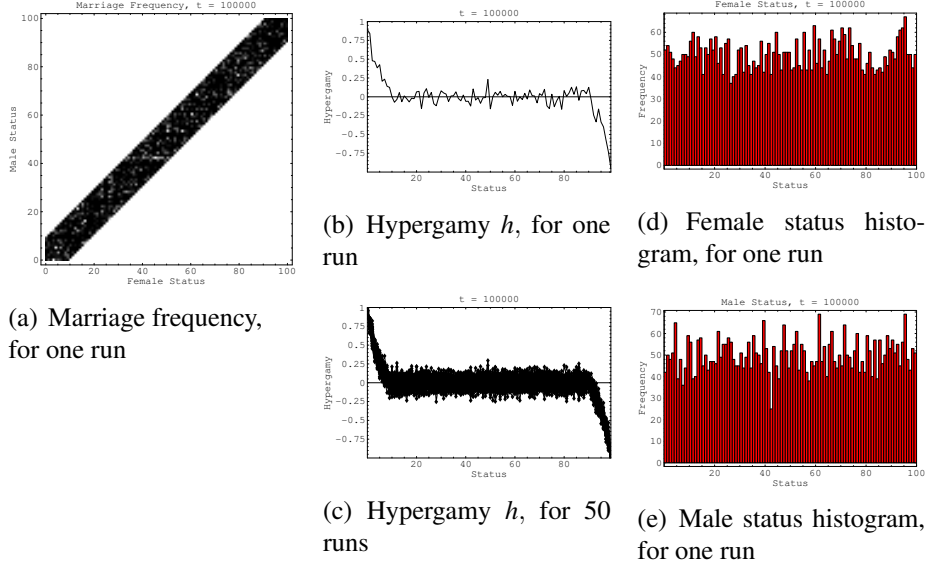 Marriage Frequency, t = 100000
100
80
60
40
20
0
Male Status
0 20 40 60 80 100
Female Status
(a) Marriage frequency,
for one run
t = 100000
1
0.75
0.5
0.25
0
-0.25
-0.5
-0.75
Hypergamy
20 40 60 80
Status
(b) Hypergamy h, for one
run
t = 100000
1
0.75
0.5
0.25
0
-0.25
-0.5
-0.75
Hypergamy
20 40 60 80
Status
(c) Hypergamy h, for 50
runs
Female Status, t = 100000
60
50
40
30
20
10
0
Frequency
20 40 60 80 100
Status
(d) Female status histo-
gram, for one run
Male Status, t = 100000
70
60
50
40
30
20
10
0
Frequency
20 40 60 80 100
Status
(e) Male status histogram,
for one run